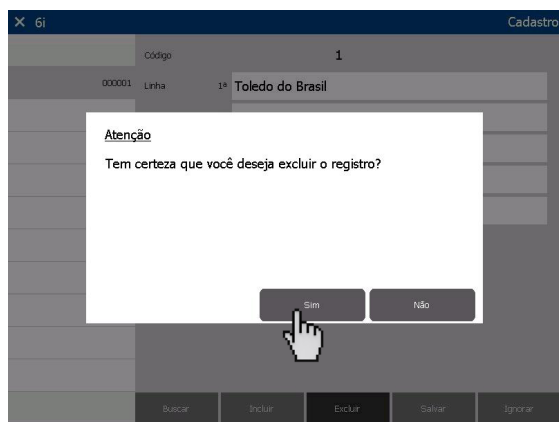 6i
Cadastro
Código 1
000001 Linha 1ª Toledo do Brasil
Atenção
Tem certeza que você deseja excluir o registro?
Sim Não
Buscar Incluir Excluir Salvar Ignorar